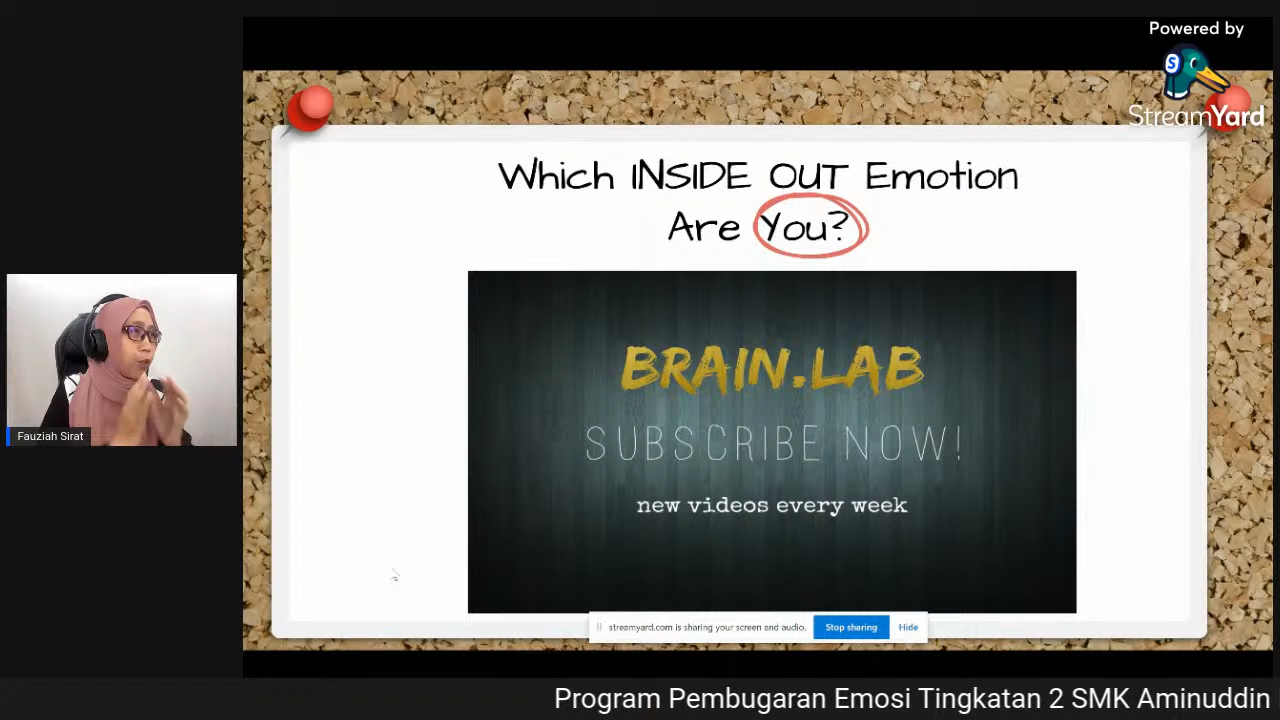 Powered by
StreamYard
Which INSIDE OUT Emotion
Are You?
BRAIN.LAB
SUBSCRIBE NOW!
new videos every week
Fauziah Sirat
streamyard.com is sharing your screen and audio.
Stop sharing
Hide
Program Pembugaran Emosi Tingkatan 2 SMK Aminuddin